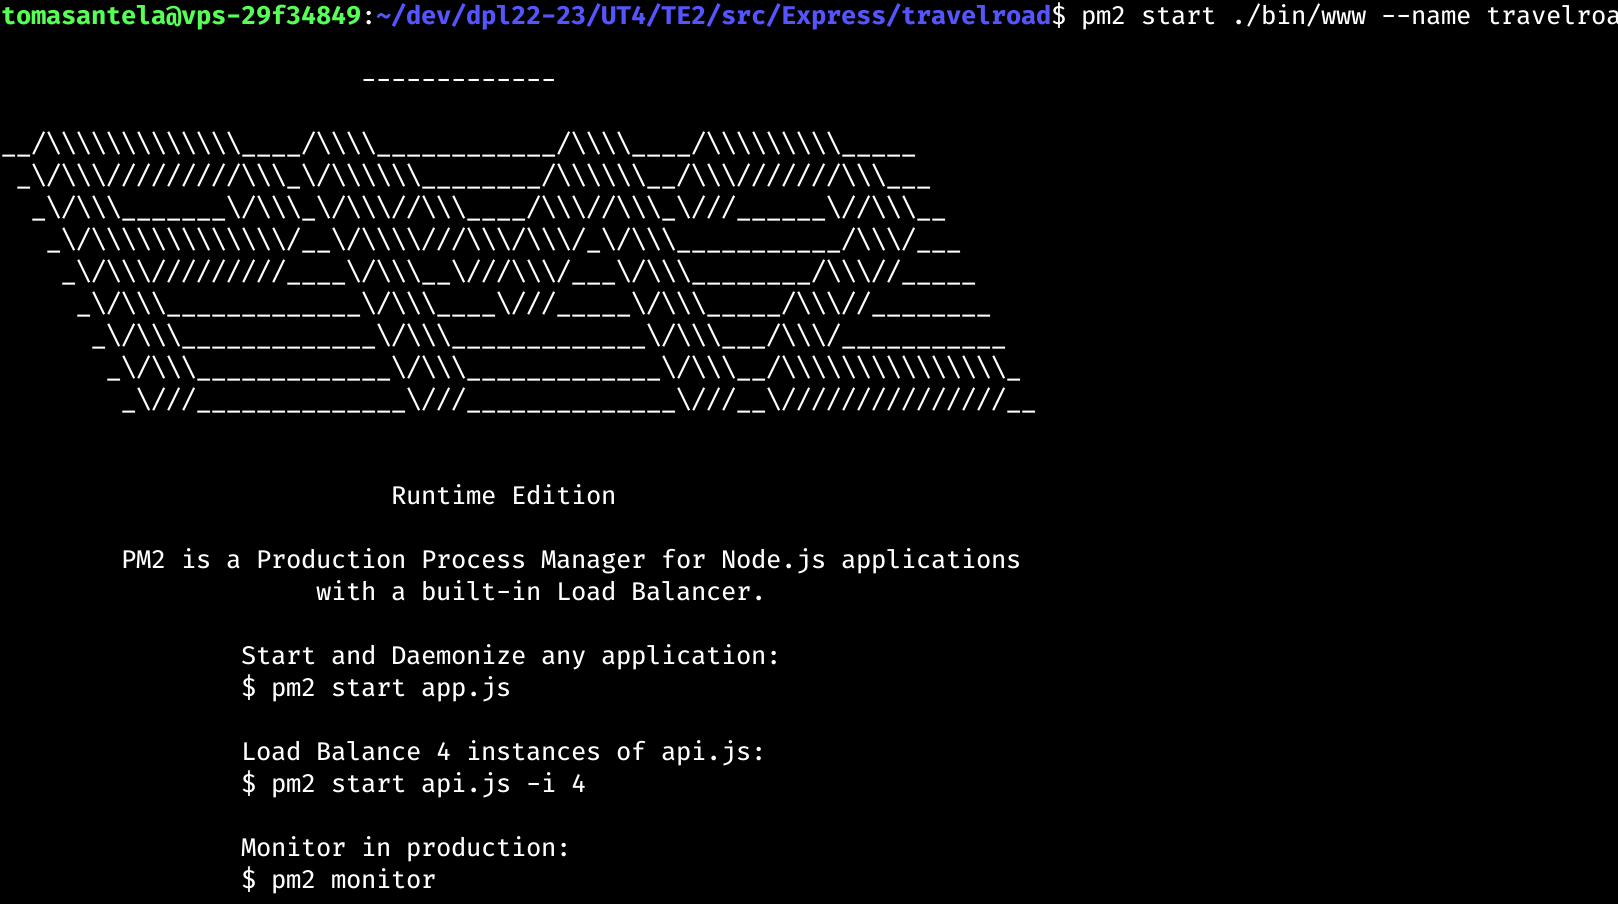 tomasantela@vps-29f34849:~/dev/dpl22-23/UT4/TE2/src/Express/travelroad$ pm2 start ./bin/www --name travelroa
-------------
__/\\\\\\\\\\\\\____/\\\\____________/\\\\____/\\\\\\\\\_____
_\/\\\/////////\\\_\/\\\\\\________/\\\\\\__/\\\///////\\\___
_\/\\\_______\/\\\_\/\\\//\\\____/\\\//\\\_\///______\//\\\__
_\/\\\\\\\\\\\\\/__\/\\\\///\\\/\\\/_\/\\\___________/\\\/___
_\/\\\/////////____\/\\\__\///\\\/___\/\\\________/\\\//_____
_\/\\\_____________\/\\\____\///_____\/\\\_____/\\\//________
_\/\\\_____________\/\\\_____________\/\\\___/\\\/___________
_\/\\\_____________\/\\\_____________\/\\\__/\\\\\\\\\\\\\\\_
_\///______________\///______________\///__\///////////////__
Runtime Edition
PM2 is a Production Process Manager for Node.js applications
with a built-in Load Balancer.
Start and Daemonize any application:
$ pm2 start app.js
Load Balance 4 instances of api.js:
$ pm2 start api.js -i 4
Monitor in production:
$ pm2 monitor